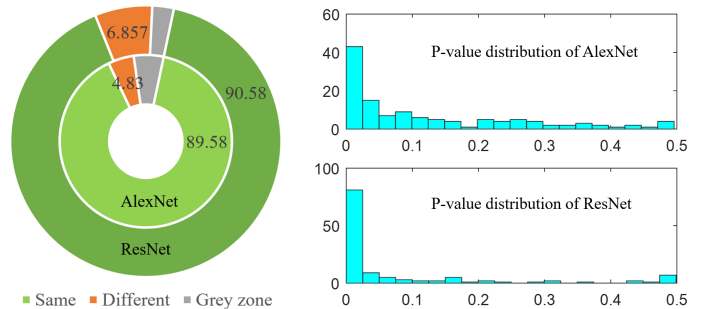 6.857
90.58
4.83
89.58
AlexNet
ResNet
Same Different Grey zone
P-value distribution of AlexNet
60
40
20
0
0 0.1 0.2 0.3 0.4 0.5
P-value distribution of ResNet
100
50
0
0 0.1 0.2 0.3 0.4 0.5